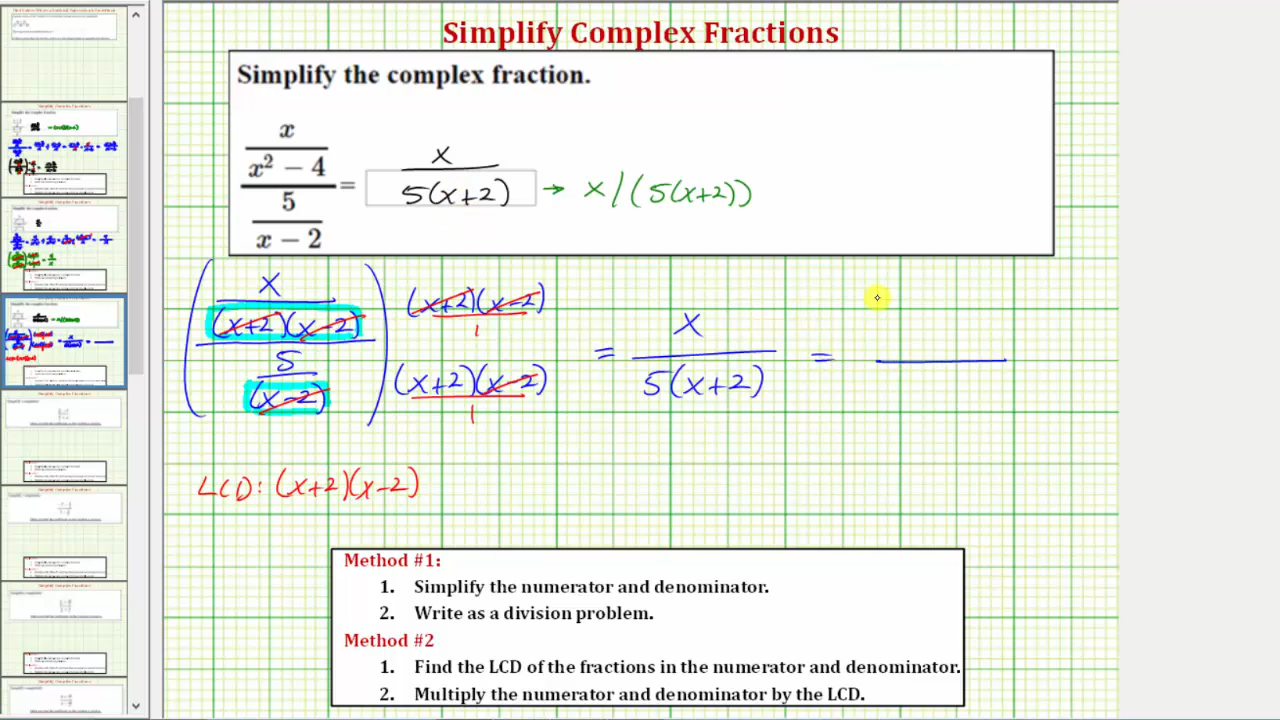 Simplify Complex Fractions
Simplify the complex fraction.
x
x² − 4
5
x − 2
=
x
5(x+2)
→ x/(5(x+2))
x
(x+2)(x−2)
5
(x−2)
(x+2)(x−2)
1
(x+2)(x−2)
1
=
x
5(x+2)
=
LCD: (x+2)(x−2)
Method #1:
1. Simplify the numerator and denominator.
2. Write as a division problem.
Method #2
1. Find the LCD of the fractions in the numerator and denominator.
2. Multiply the numerator and denominator by the LCD.